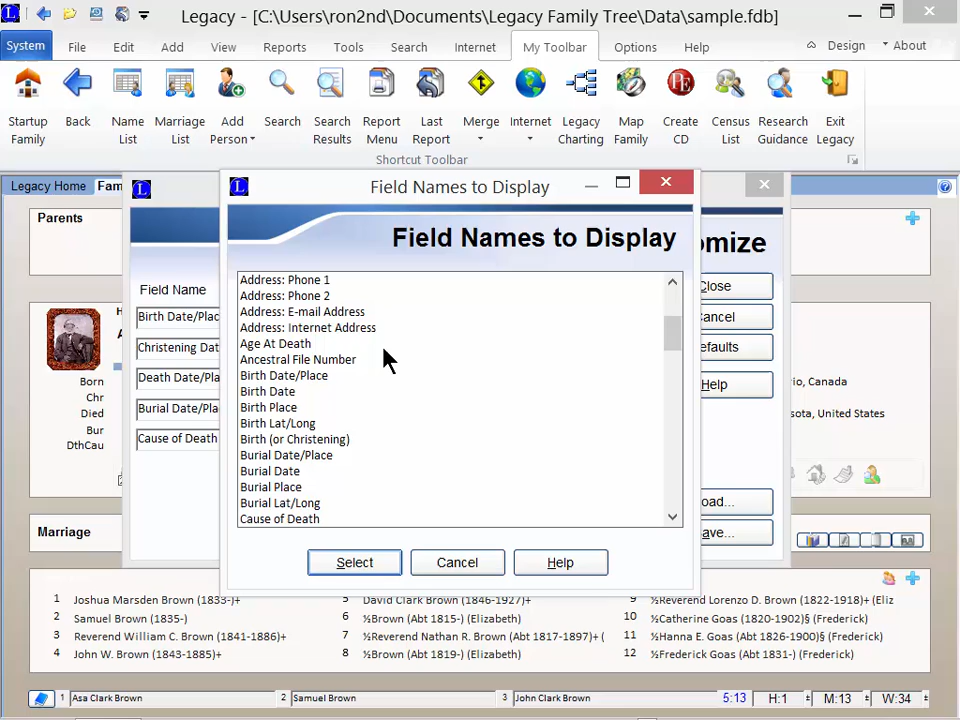 Legacy - [C:\Users\ron2nd\Documents\Legacy Family Tree\Data\sample.fdb]
System File Edit Add View Reports Tools Search Internet My Toolbar Options Help Design About
Startup Family
Back
Name List
Marriage List
Add Person
Search
Search Results
Report Menu
Last Report
Merge
Internet
Legacy Charting
Map Family
Create CD
Census List
Research Guidance
Exit Legacy
Shortcut Toolbar
Legacy Home Fam
Parents
Born
Chr
Died
Bur
DthCau
Field Name
Birth Date/Plac
Christening Dat
Death Date/Pla
Burial Date/Plac
Cause of Death
Field Names to Display
Field Names to Display
Address: Phone 1
Address: Phone 2
Address: E-mail Address
Address: Internet Address
Age At Death
Ancestral File Number
Birth Date/Place
Birth Date
Birth Place
Birth Lat/Long
Birth (or Christening)
Burial Date/Place
Burial Date
Burial Place
Burial Lat/Long
Cause of Death
Select Cancel Help
omize
Close
ancel
efaults
Help
oad...
ave...
rio, Canada
sota, United States
Marriage
1 Joshua Marsden Brown (1833-)+
2 Samuel Brown (1835-)
3 Reverend William C. Brown (1841-1886)+
4 John W. Brown (1843-1885)+
5 David Clark Brown (1846-1927)+
6 ½Brown (Abt 1815-) (Elizabeth)
7 ½Reverend Nathan R. Brown (Abt 1817-1897)+ (
8 ½Brown (Abt 1819-) (Elizabeth)
9 ½Reverend Lorenzo D. Brown (1822-1918)+ (Eliz
10 ½Catherine Goas (1820-1902)§ (Frederick)
11 ½Hanna E. Goas (Abt 1826-1900)§ (Frederick)
12 ½Frederick Goas (Abt 1831-) (Frederick)
1 Asa Clark Brown 2 Samuel Brown 3 John Clark Brown 5:13 H:1 M:13 W:34